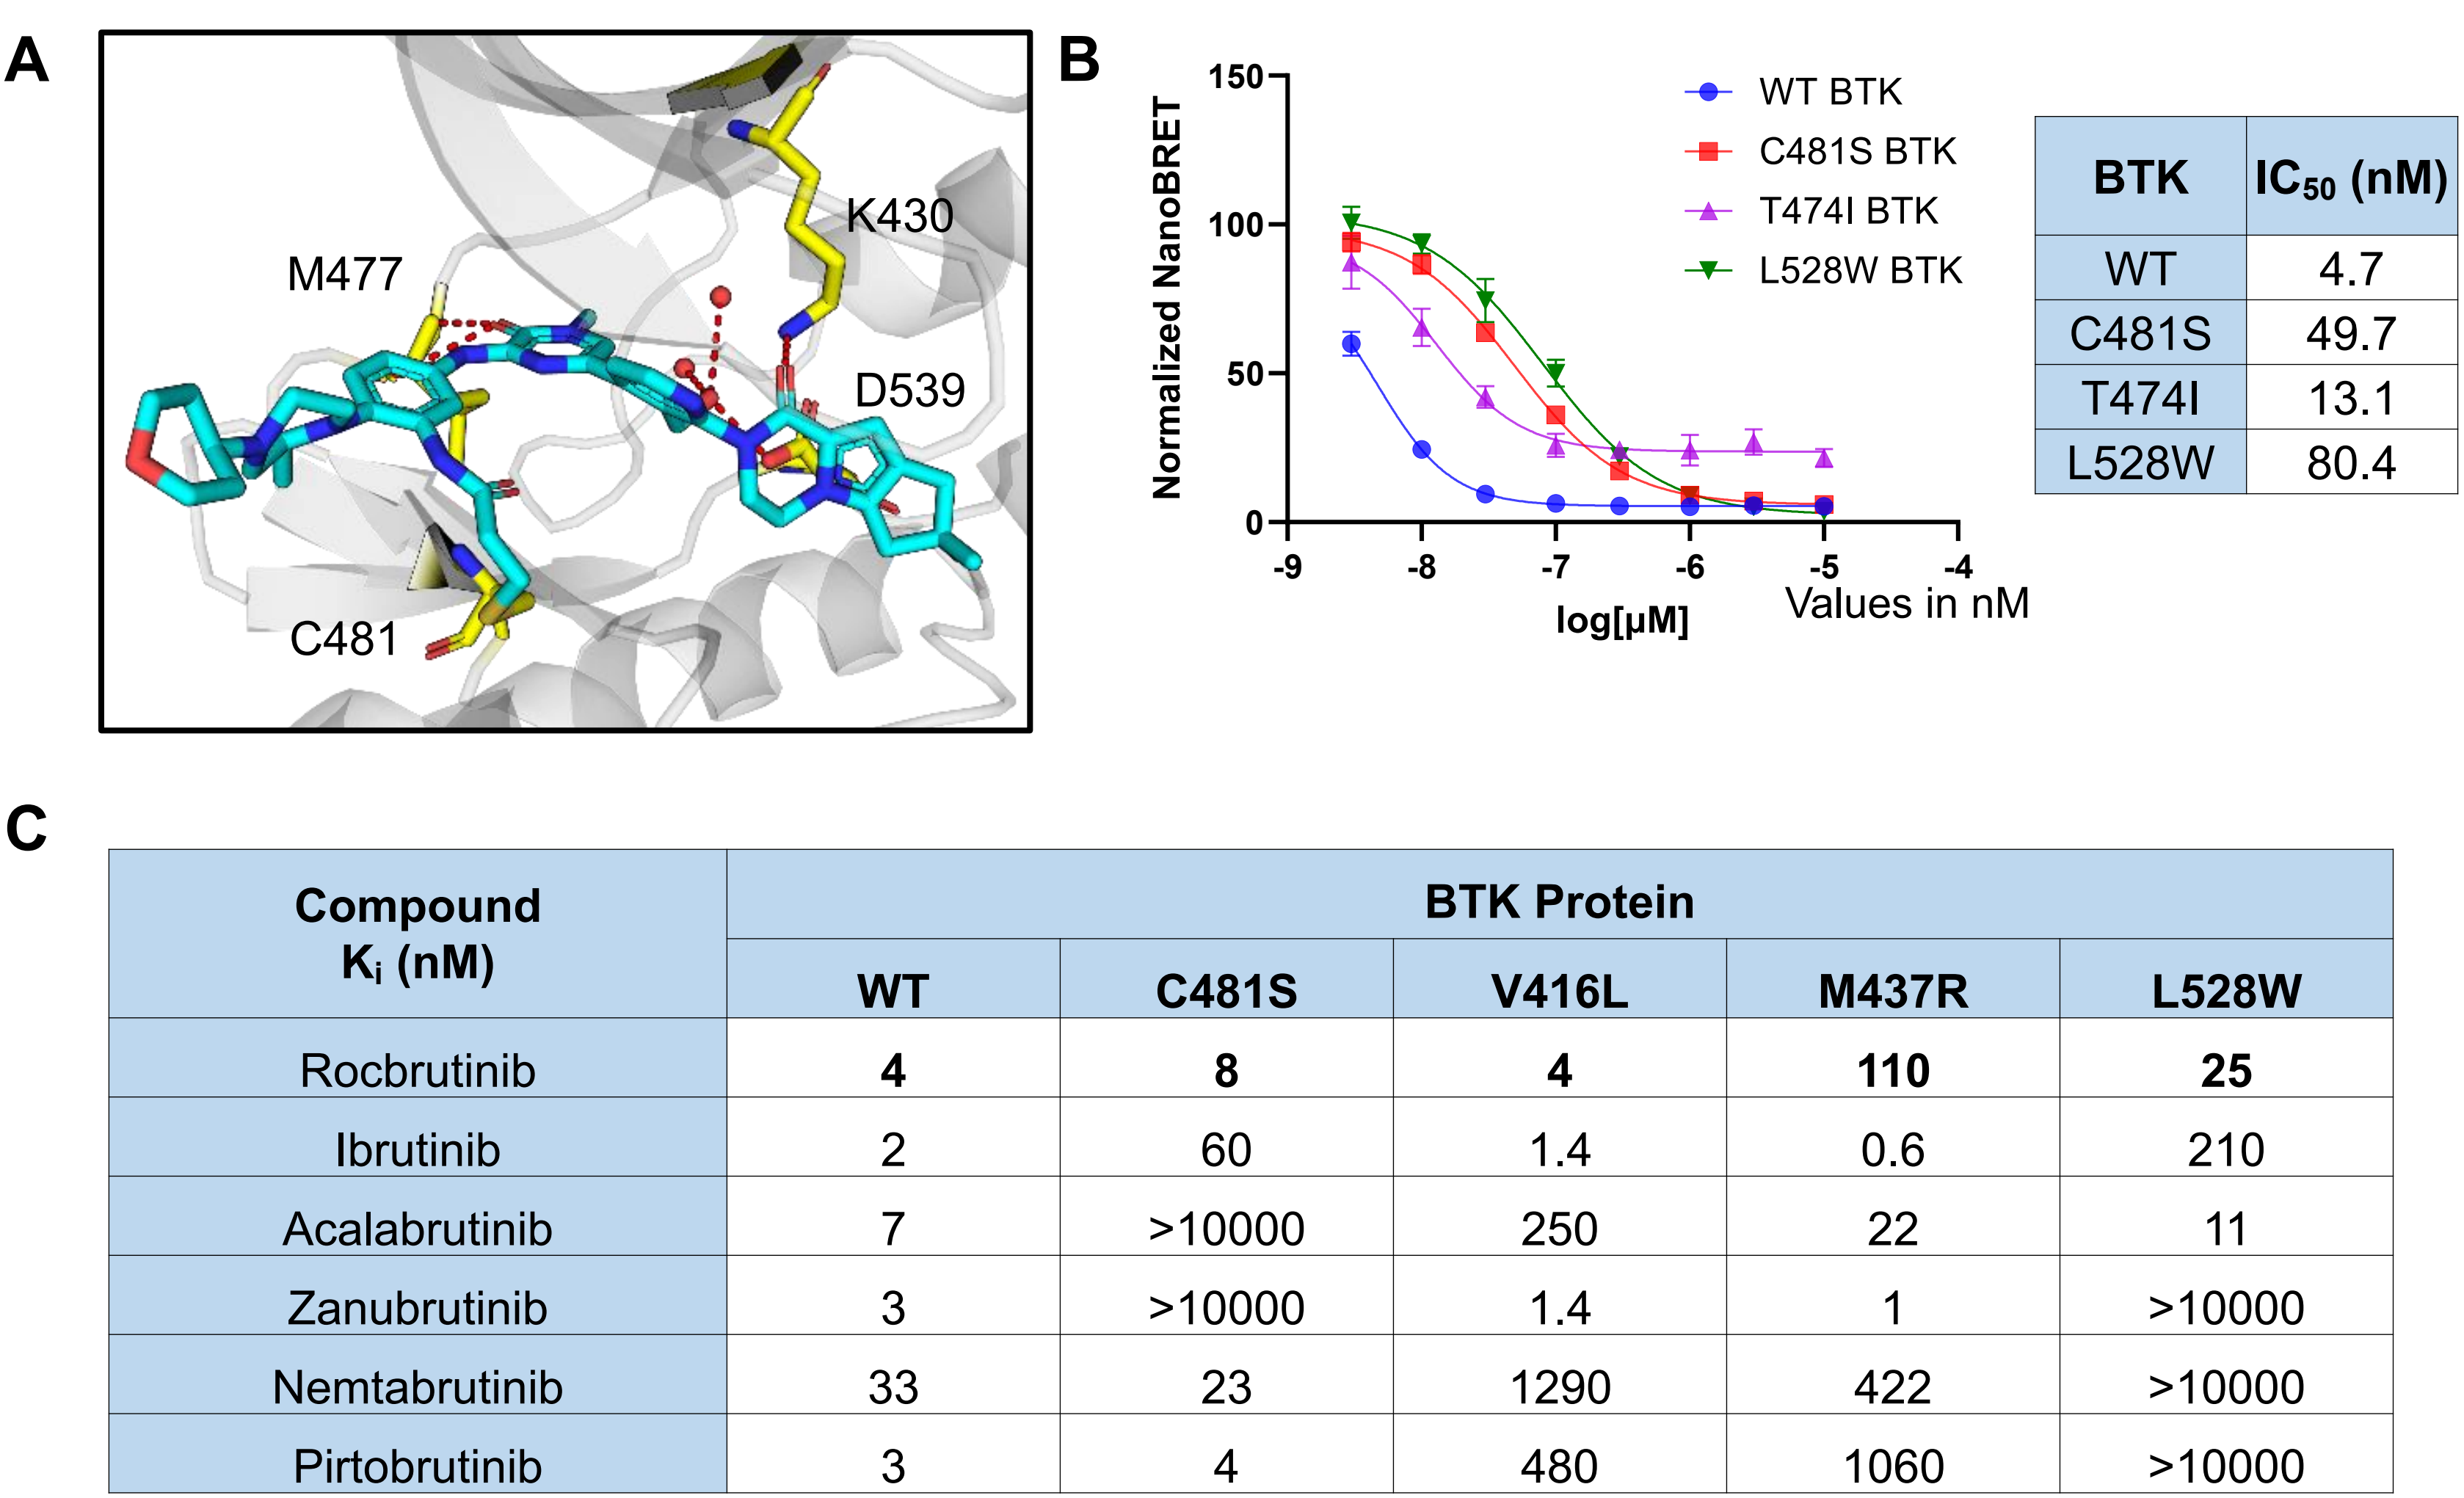 A
M477
K430
D539
C481
B
150
100
50
0
Normalized NanoBRET
-9 -8 -7 -6 -5 -4
log[μM]
Values in nM
WT BTK
C481S BTK
T474I BTK
L528W BTK
BTK IC50 (nM)
WT 4.7
C481S 49.7
T474I 13.1
L528W 80.4
C
Compound
Ki (nM)
BTK Protein
WT C481S V416L M437R L528W
Rocbrutinib 4 8 4 110 25
Ibrutinib 2 60 1.4 0.6 210
Acalabrutinib 7 >10000 250 22 11
Zanubrutinib 3 >10000 1.4 1 >10000
Nemtabrutinib 33 23 1290 422 >10000
Pirtobrutinib 3 4 480 1060 >10000